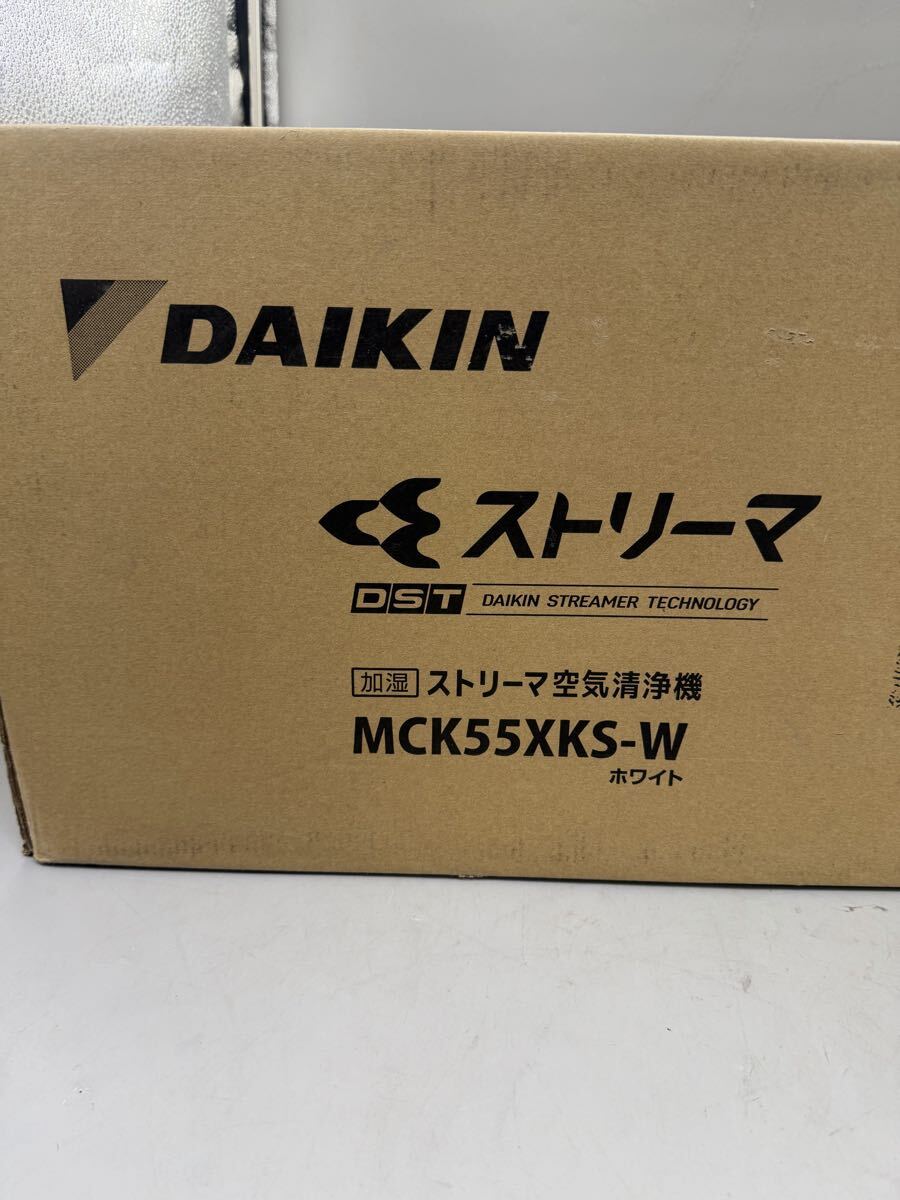 DAIKIN
ストリーマ
DST DAIKIN STREAMER TECHNOLOGY
加湿 ストリーマ空気清浄機
MCK55XKS-W
ホワイト